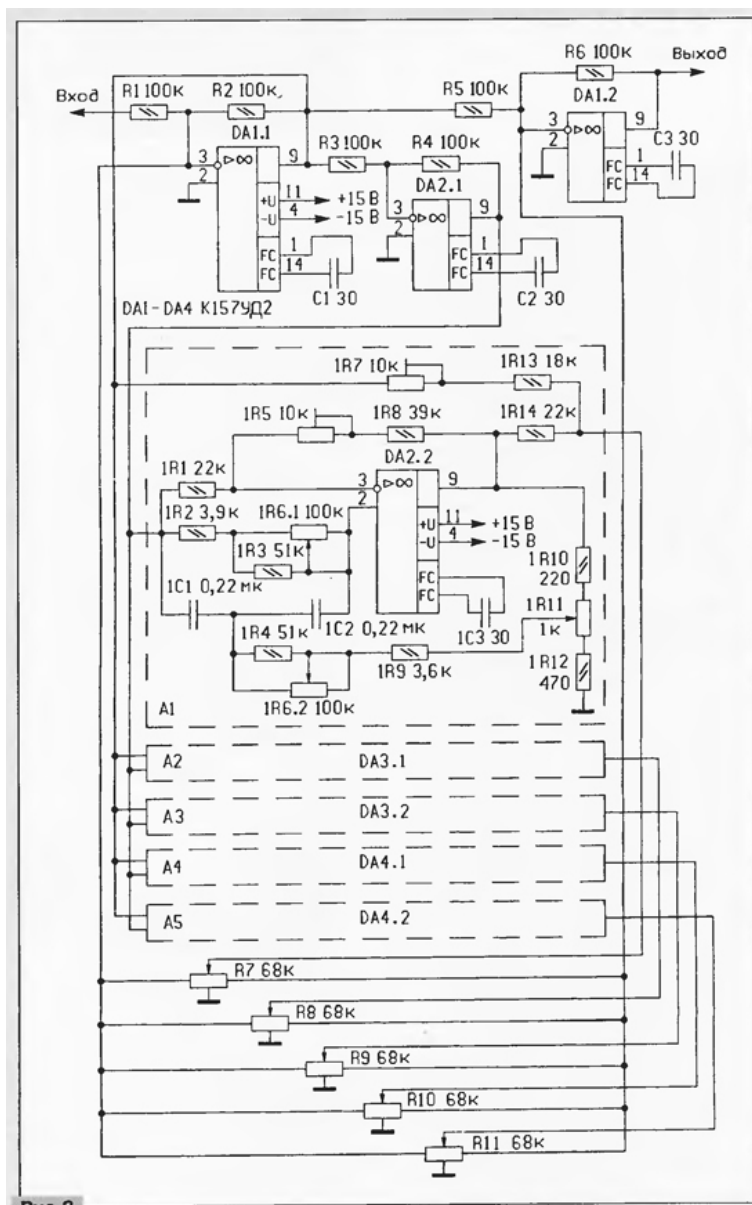 R6 100к
Выход
R1 100к
R2 100к
R5 100к
DA1.2
Вход
DA1.1
R3 100к
R4 100к
3
2
9
C3 30
3
▷∞
9
DA2.1
▷∞
1
FC
14
FC
2
+U
11
+15 В
3
▷∞
9
-U
4
-15 В
2
FC
1
FC
1
FC
14
FC
14
C1 30
C2 30
DA1-DA4 К157УД2
1R7 10к
1R13 18к
1R5 10к
1R8 39к
1R14 22к
DA2.2
1R1 22к
3
▷∞
9
1R2 3,9к
1R6.1 100к
2
+U
11
+15 В
-U
4
-15 В
1R3 51к
1R10
220
1C1 0,22 мк
FC
FC
1R11
1к
1C2 0,22 мк
1C3 30
1R4 51к
1R9 3,6к
1R12
470
A1
1R6.2 100к
A2
DA3.1
A3
DA3.2
A4
DA4.1
A5
DA4.2
R7 68к
R8 68к
R9 68к
R10 68к
R11 68к